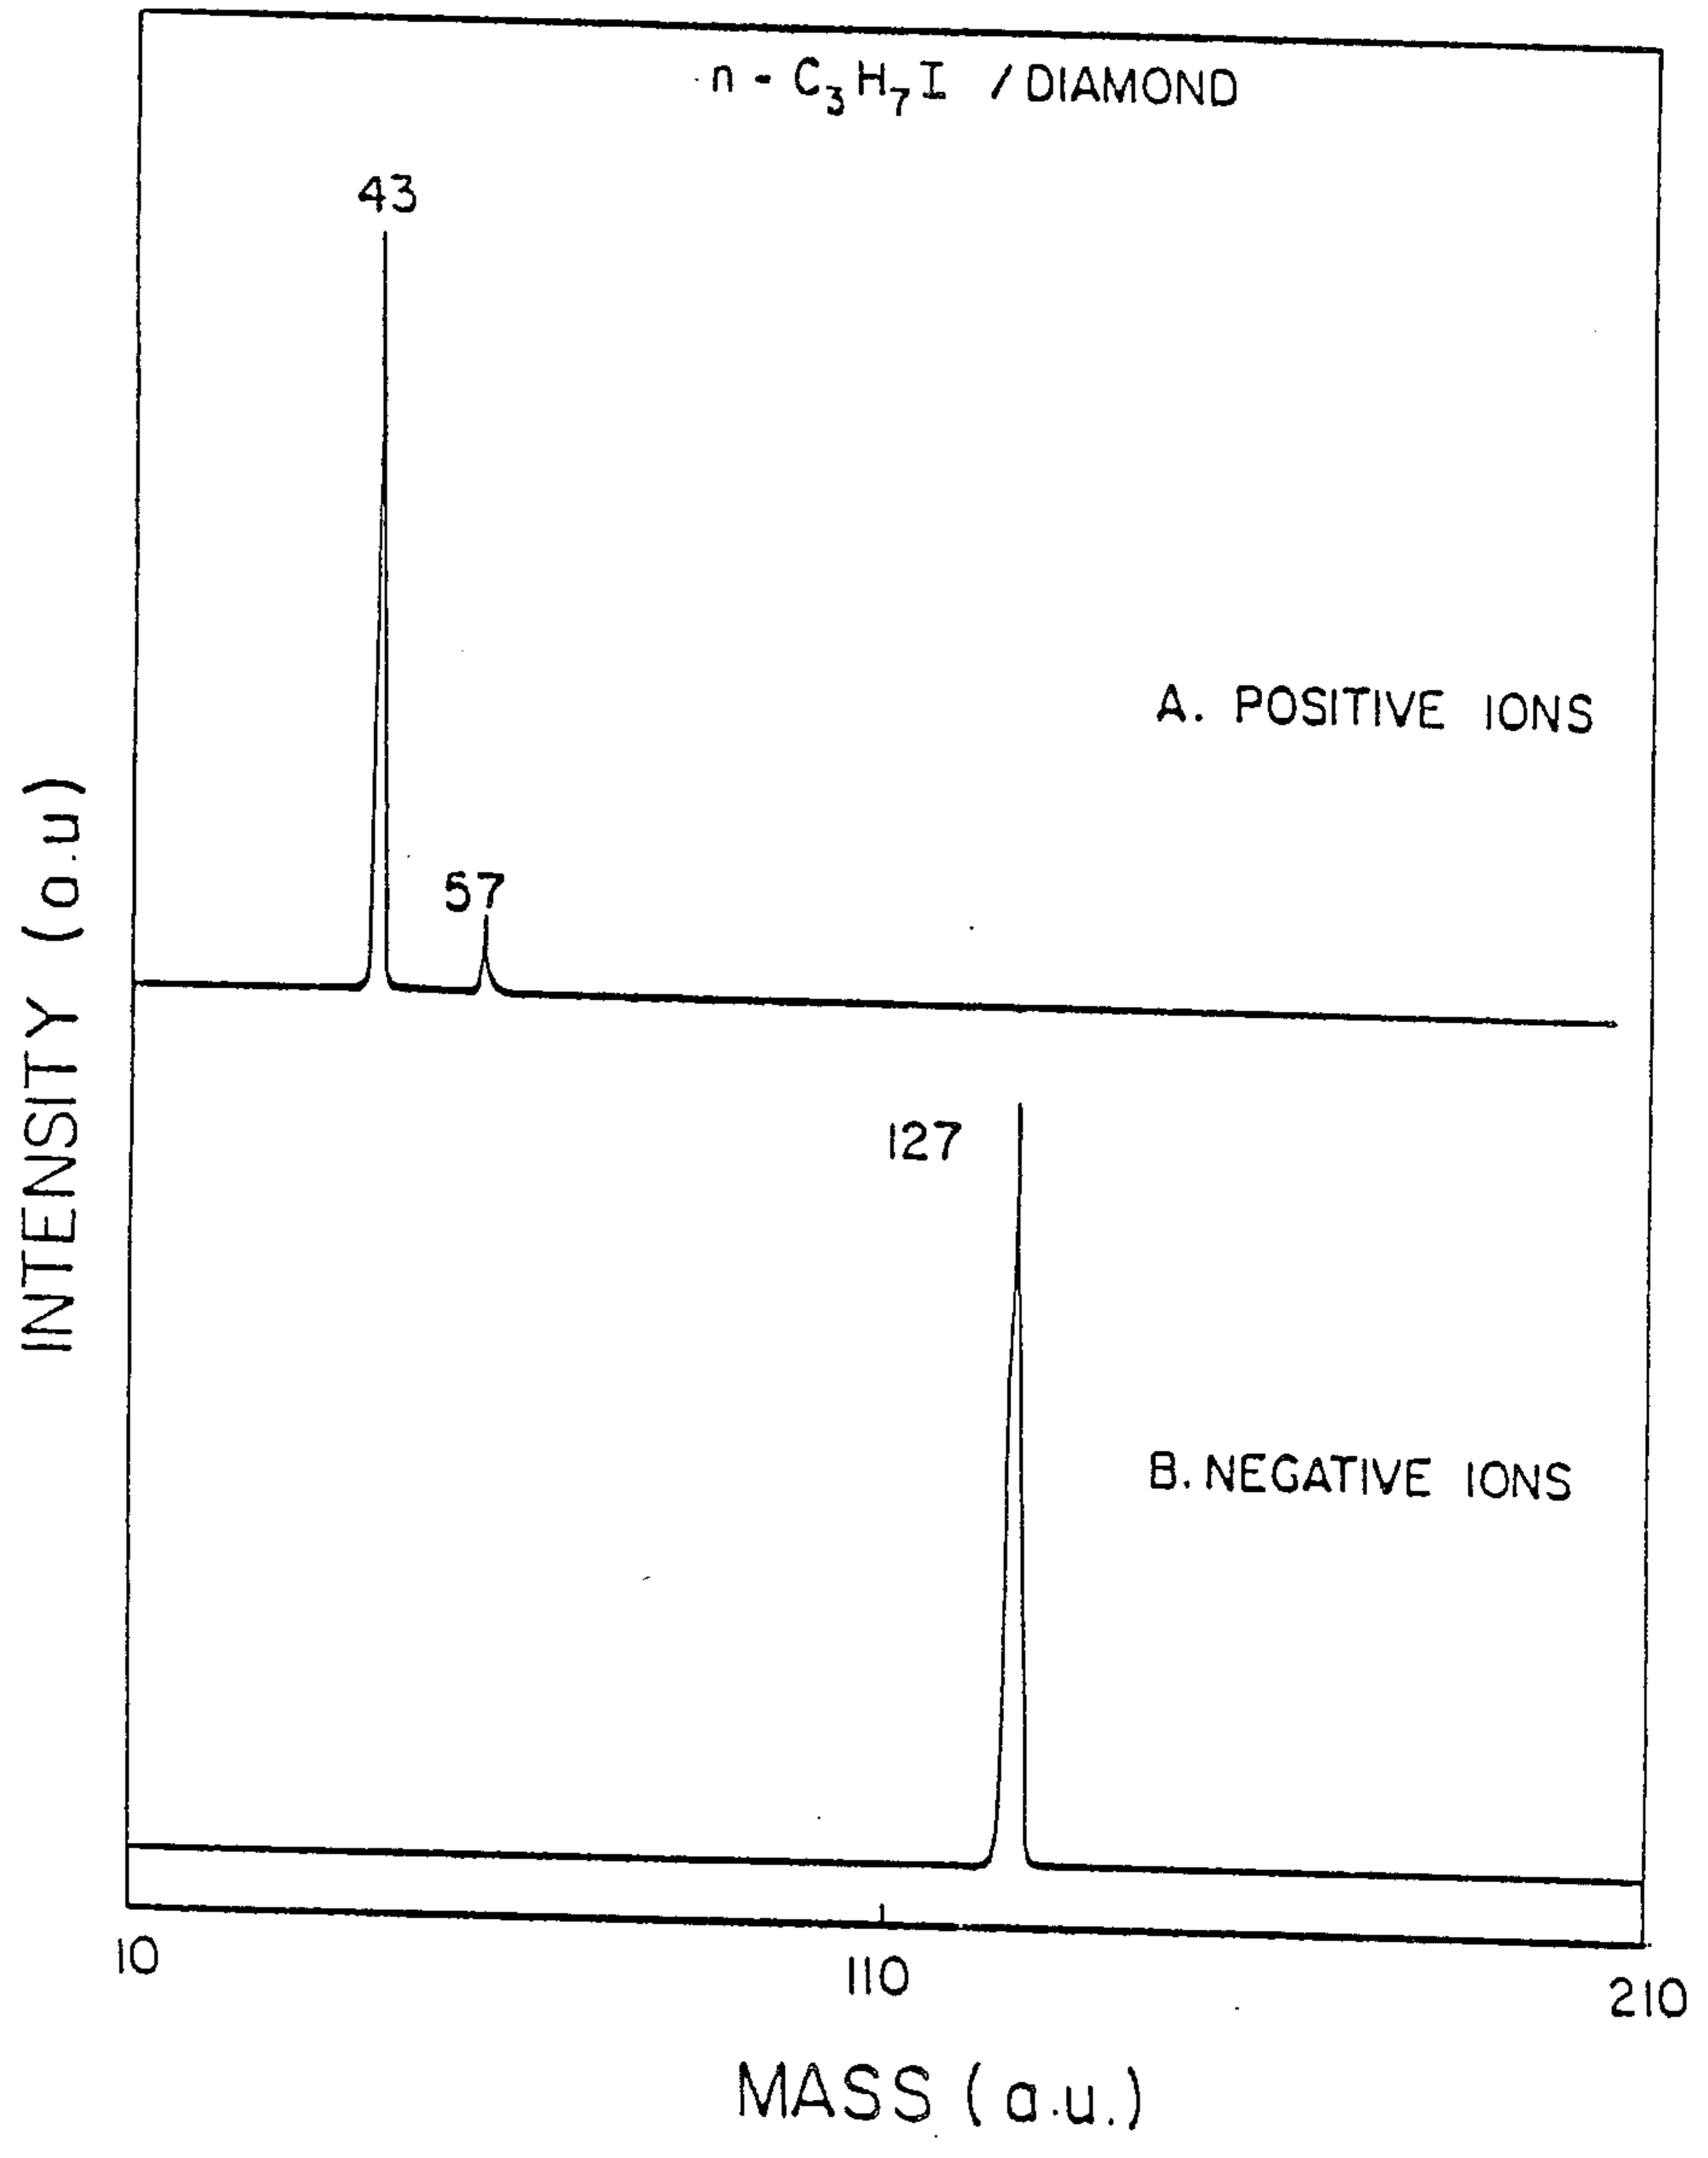 n - C₃H₇I / DIAMOND
43
A. POSITIVE IONS
57
INTENSITY (a.u)
127
B. NEGATIVE IONS
10
110
210
MASS (a.u.)